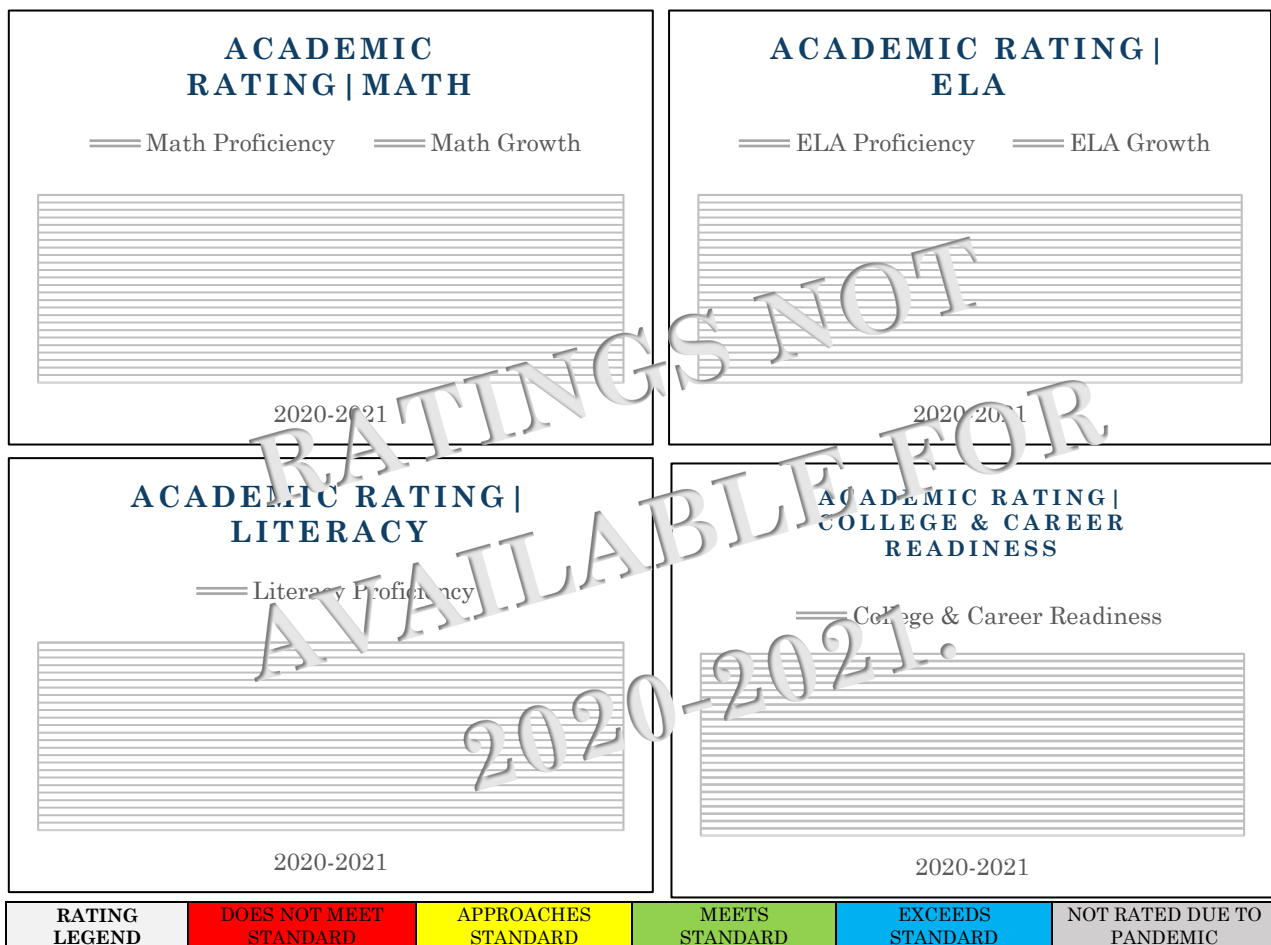 ACADEMIC
RATING|MATH
Math Proficiency Math Growth
2020-2021
ACADEMIC RATING|
ELA
ELA Proficiency ELA Growth
2020-2021
ACADEMIC RATING|
LITERACY
Literacy Proficiency
2020-2021
ACADEMIC RATING|
COLLEGE & CAREER
READINESS
College & Career Readiness
2020-2021
RATINGS NOT
AVAILABLE FOR
2020-2021.
RATING
LEGEND
DOES NOT MEET
STANDARD
APPROACHES
STANDARD
MEETS
STANDARD
EXCEEDS
STANDARD
NOT RATED DUE TO
PANDEMIC